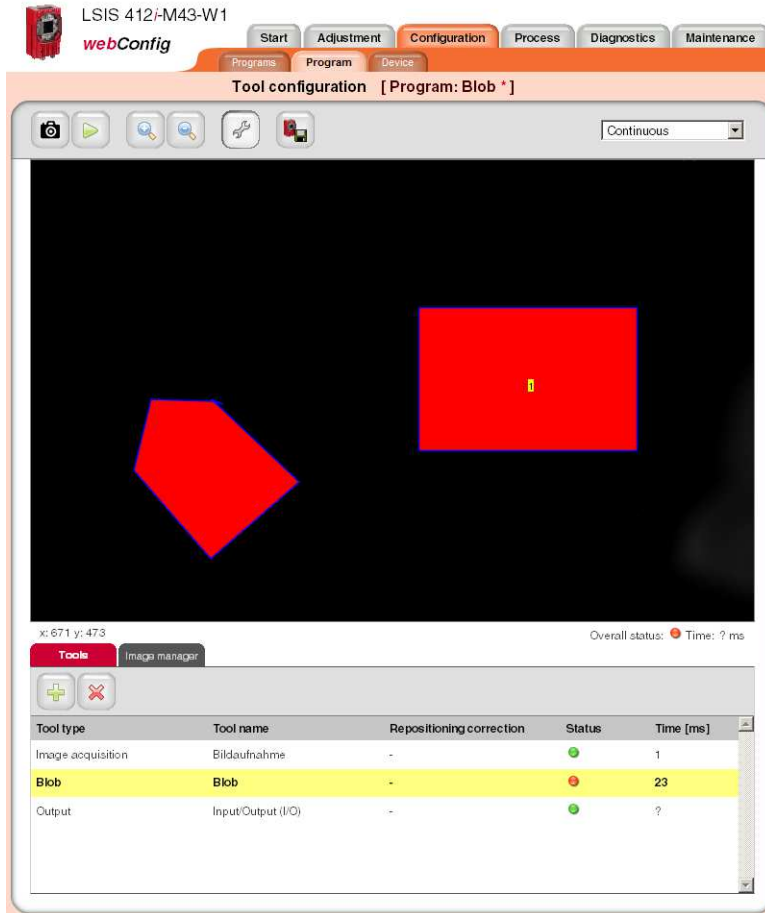 LSIS 412i-M43-W1
webConfig
Start Adjustment Configuration Process Diagnostics Maintenance
Programs Program Device
Tool configuration [ Program: Blob * ]
Continuous
1
x: 671 y: 473
Overall status: Time: ? ms
Tools Image manager
Tool type Tool name Repositioning correction Status Time [ms]
Image acquisition Bildaufnahme - 1
Blob Blob - 23
Output Input/Output (I/O) - ?